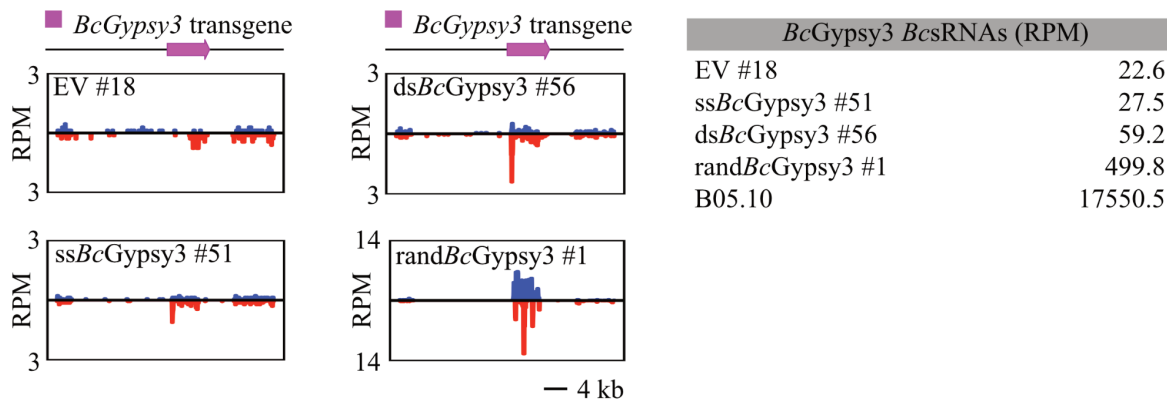 BcGypsy3 transgene
BcGypsy3 transgene
3
EV #18
RPM
3
3
dsBcGypsy3 #56
RPM
3
3
ssBcGypsy3 #51
RPM
3
14
randBcGypsy3 #1
RPM
14
4 kb
BcGypsy3 BcsRNAs (RPM)
EV #18 22.6
ssBcGypsy3 #51 27.5
dsBcGypsy3 #56 59.2
randBcGypsy3 #1 499.8
B05.10 17550.5